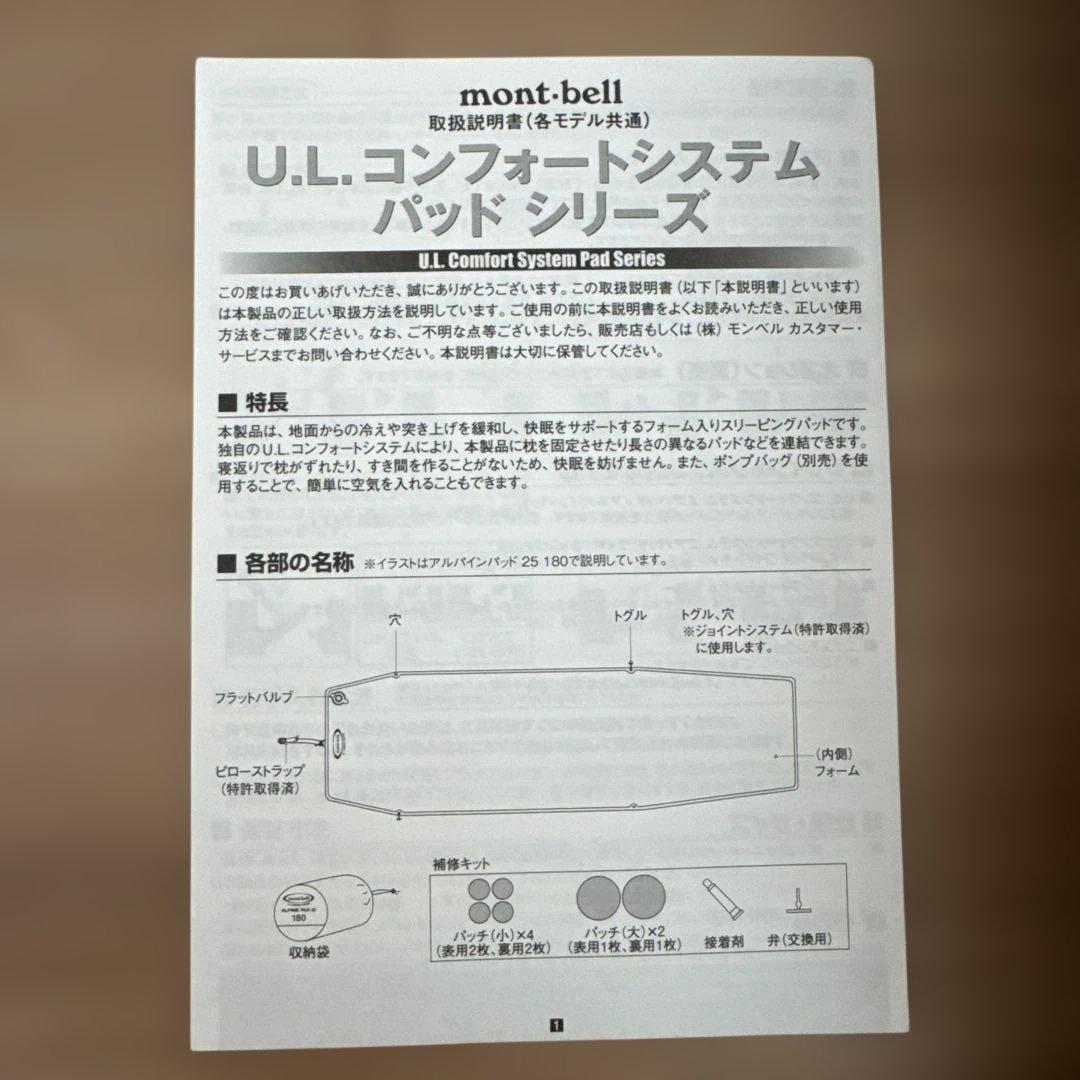 mont·bell
取扱説明書(各モデル共通)
U.L.コンフォートシステム
パッド シリーズ
U.L. Comfort System Pad Series
この度はお買いあげいただき、誠にありがとうございます。この取扱説明書(以下「本説明書」といいます)
は本製品の正しい取扱方法を説明しています。ご使用の前に本説明書をよくお読みいただき、正しい使用
方法をご確認ください。なお、ご不明な点等ございましたら、販売店もしくは(株) モンベル カスタマー・
サービスまでお問い合わせください。本説明書は大切に保管してください。
■ 特長
本製品は、地面からの冷えや突き上げを緩和し、快眠をサポートするフォーム入りスリーピングパッドです。
独自のU.L.コンフォートシステムにより、本製品に枕を固定させたり長さの異なるパッドなどを連結できます。
寝返りで枕がずれたり、すき間を作ることがないため、快眠を妨げません。また、ポンプバッグ(別売)を使
用することで、簡単に空気を入れることもできます。
■ 各部の名称 ※イラストはアルパインパッド 25 180で説明しています。
穴
トグル
トグル、穴
※ジョイントシステム(特許取得済)
に使用します。
フラットバルブ
ピローストラップ
(特許取得済)
(内側)
フォーム
補修キット
mont-bell
ALPINE PAD 25
180
収納袋
パッチ(小)×4
(表用2枚、裏用2枚)
パッチ(大)×2
(表用1枚、裏用1枚)
接着剤
弁(交換用)
1